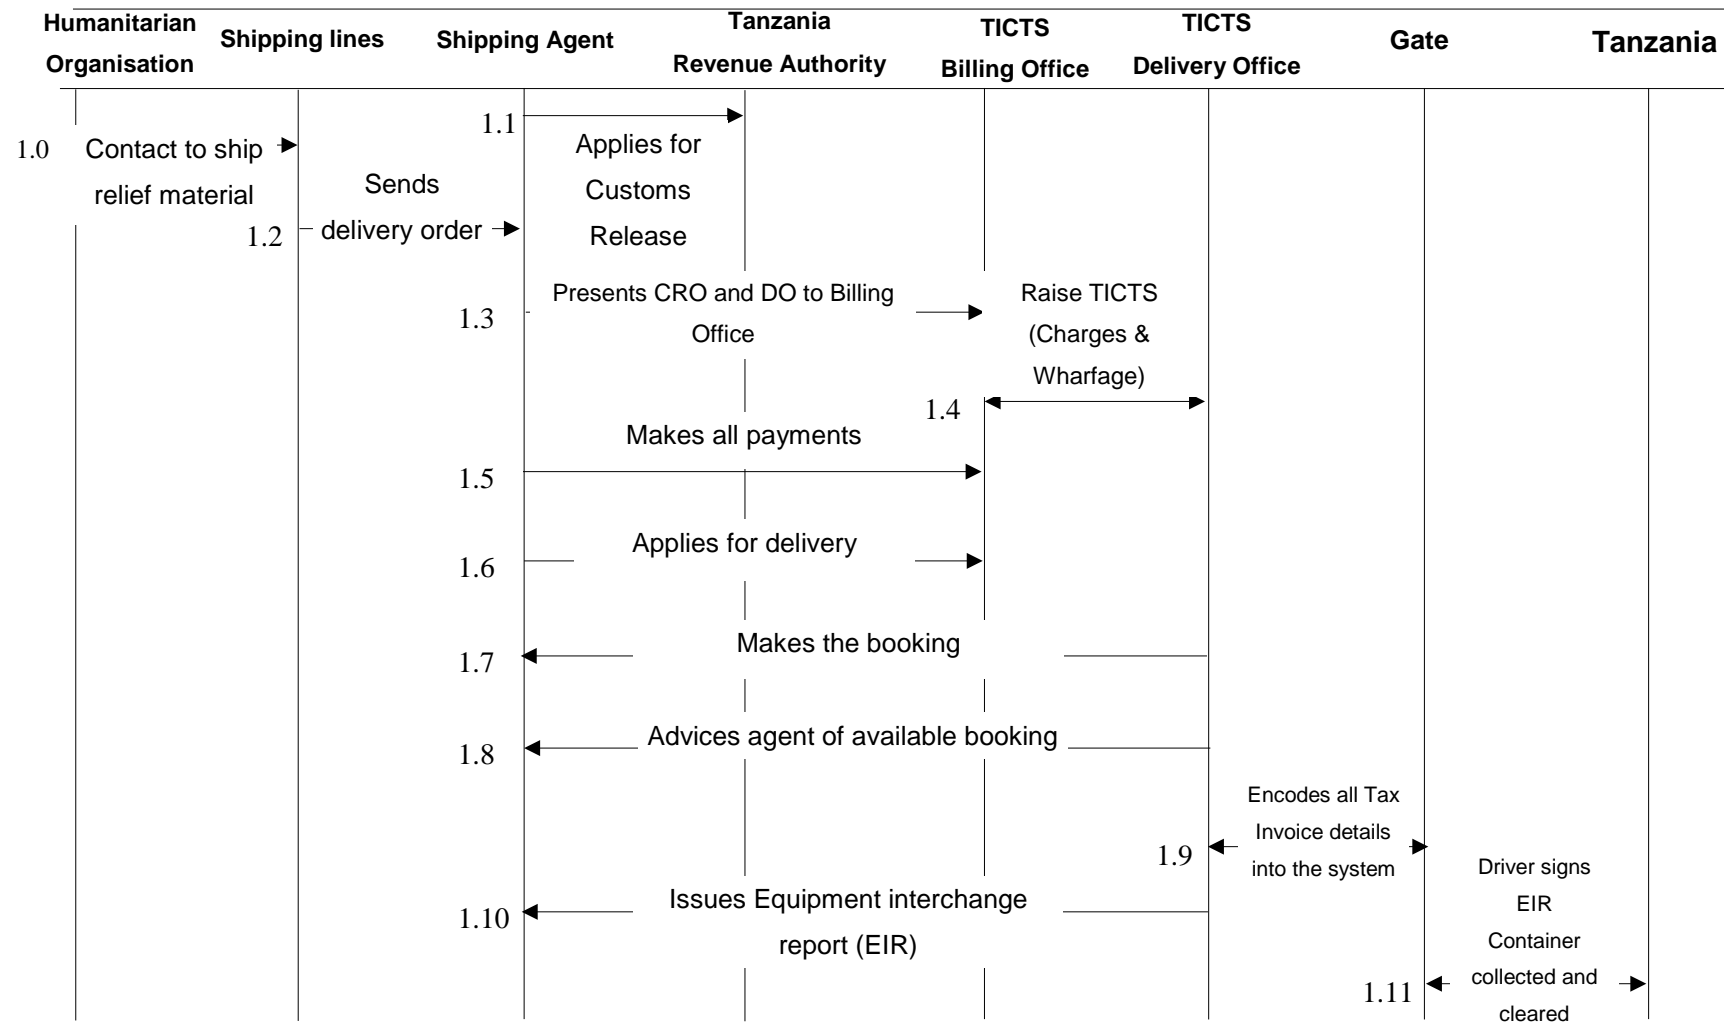 Humanitarian
Organisation
Shipping lines
Shipping Agent
Tanzania
Revenue Authority
TICTS
Billing Office
TICTS
Delivery Office
Gate
Tanzania
1.1
Applies for
Customs
Release
1.0
Contact to ship
relief material
Sends
delivery order
1.2
1.3
Presents CRO and DO to Billing
Office
Raise TICTS
(Charges &
Wharfage)
1.4
Makes all payments
1.5
Applies for delivery
1.6
Makes the booking
1.7
Advices agent of available booking
1.8
Encodes all Tax
Invoice details
into the system
1.9
Issues Equipment interchange
report (EIR)
1.10
Driver signs
EIR
Container
collected and
cleared
1.11